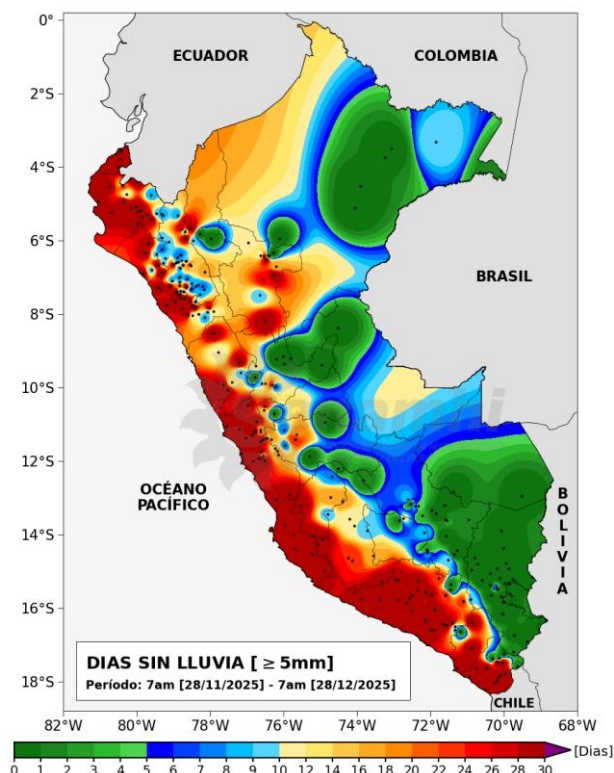 0°
ECUADOR
COLOMBIA
2°S
4°S
6°S
BRASIL
8°S
10°S
senamhi
12°S
OCÉANO
PACÍFICO
BOLIVIA
14°S
16°S
DIAS SIN LLUVIA [ ≥ 5mm]
Período: 7am [28/11/2025] - 7am [28/12/2025]
18°S
CHILE
82°W 80°W 78°W 76°W 74°W 72°W 70°W 68°W
0 1 2 3 4 5 6 7 8 9 10 12 14 16 18 20 22 24 26 28 30 [Dias]